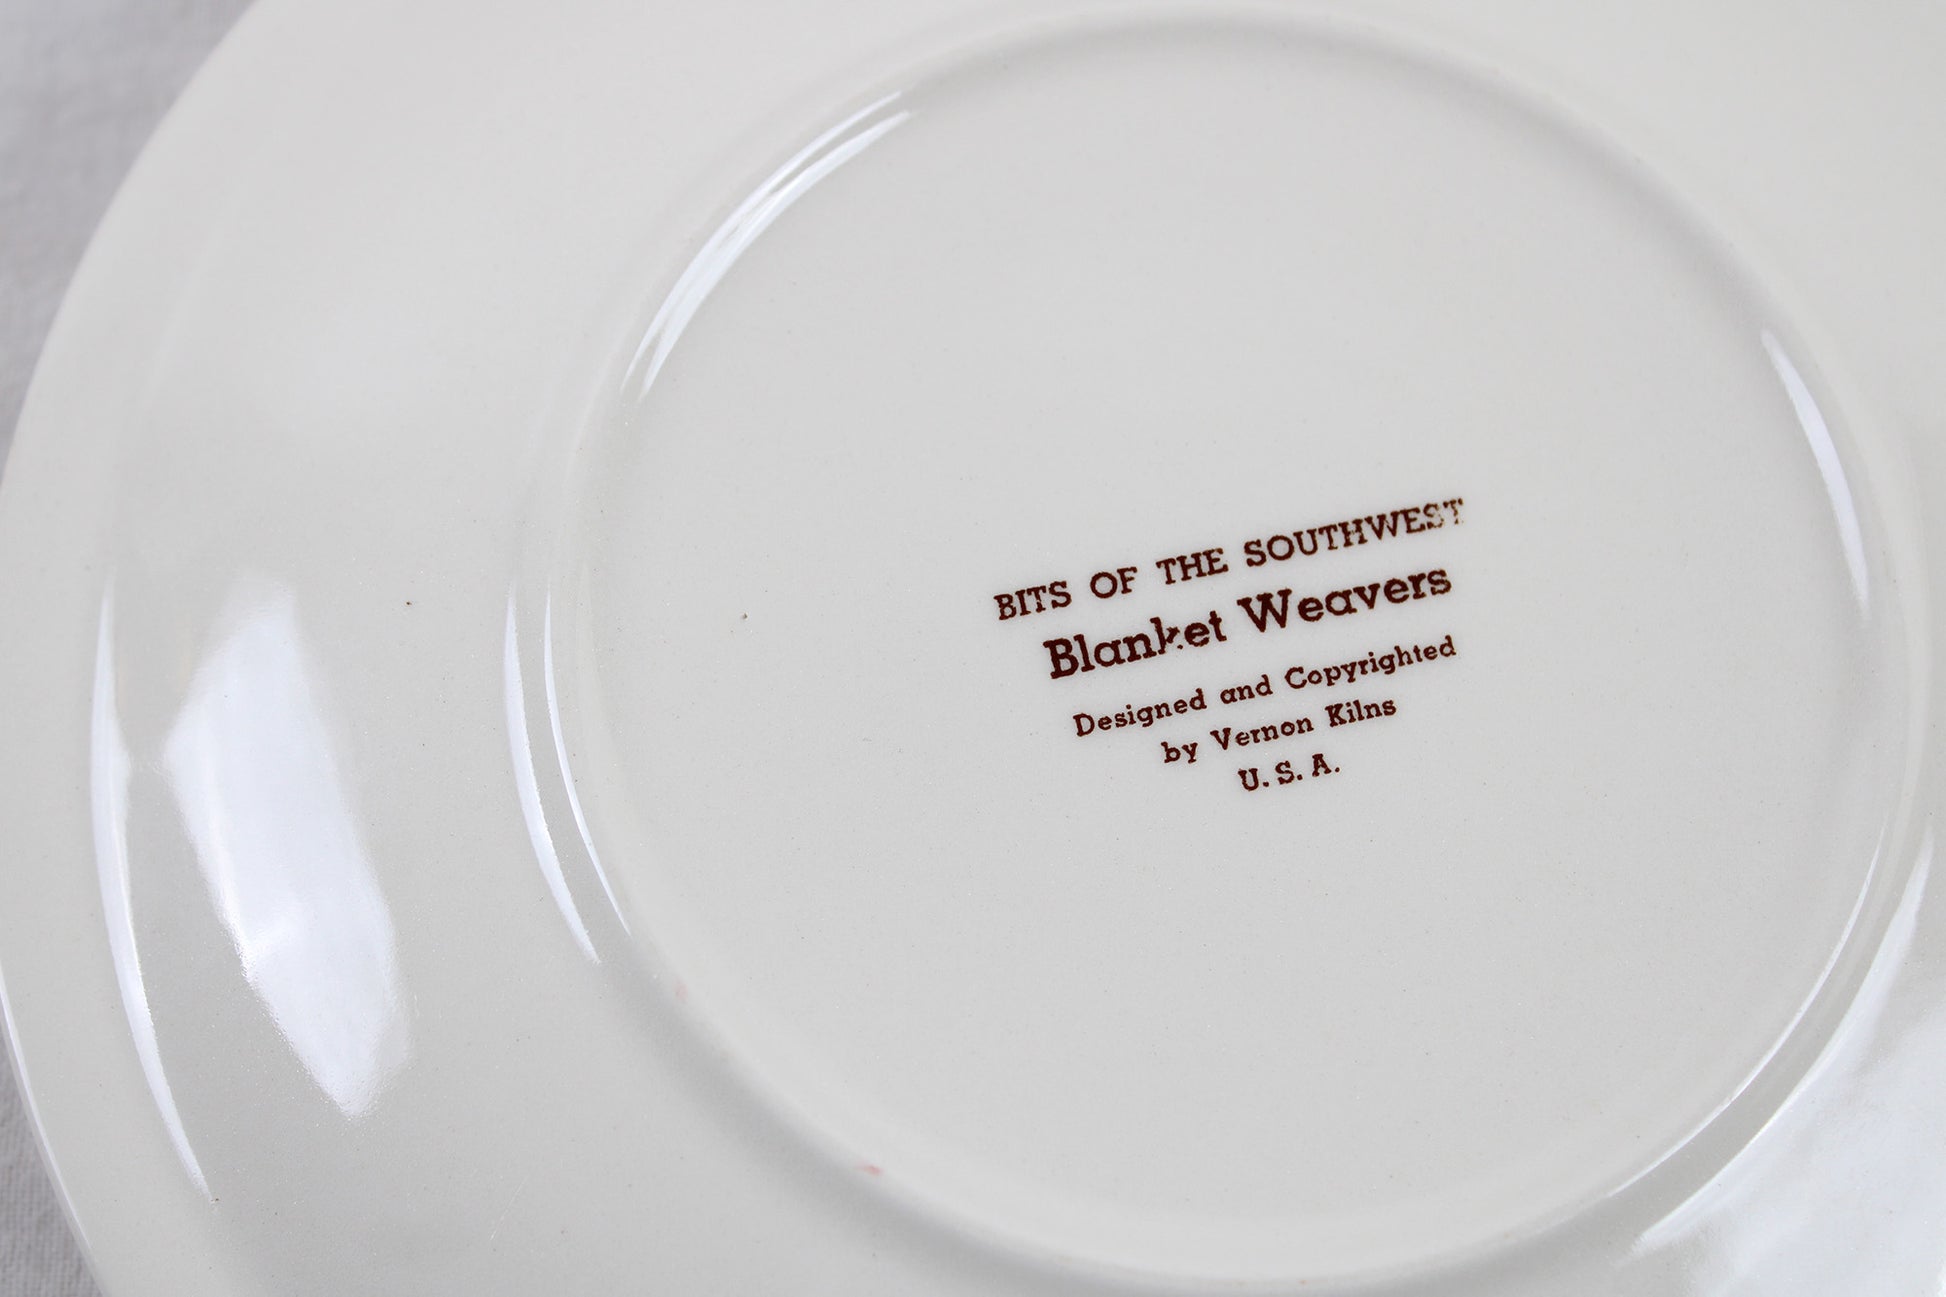 BITS OF THE SOUTHWEST
Blanket Weavers
Designed and Copyrighted
by Vernon Kilns
U. S. A.